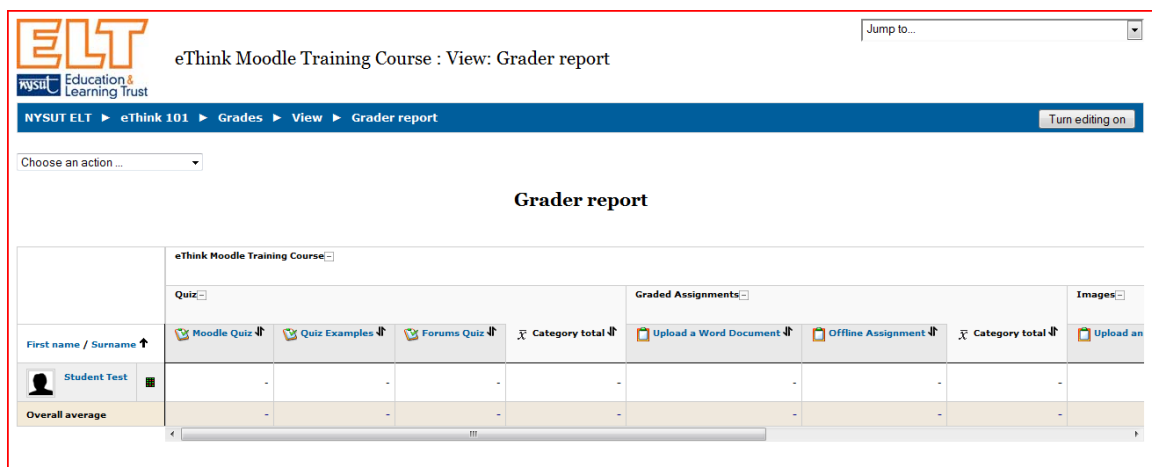 Jump to...
ELT
nysut Education &
Learning Trust
eThink Moodle Training Course : View: Grader report
NYSUT ELT ► eThink 101 ► Grades ► View ► Grader report
Turn editing on
Choose an action ...
Grader report
eThink Moodle Training Course
Quiz Graded Assignments Images
First name / Surname Moodle Quiz Quiz Examples Forums Quiz x̄ Category total Upload a Word Document Offline Assignment x̄ Category total Upload an
Student Test - - - - - - -
Overall average - - - - - - -